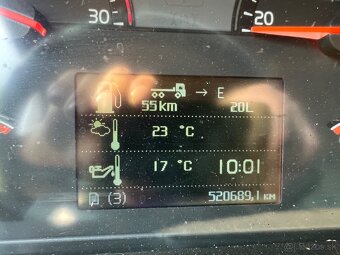 30 20
→ E
55km 20L
23 °C
17 °C 10:01
(3) 520689,1 KM